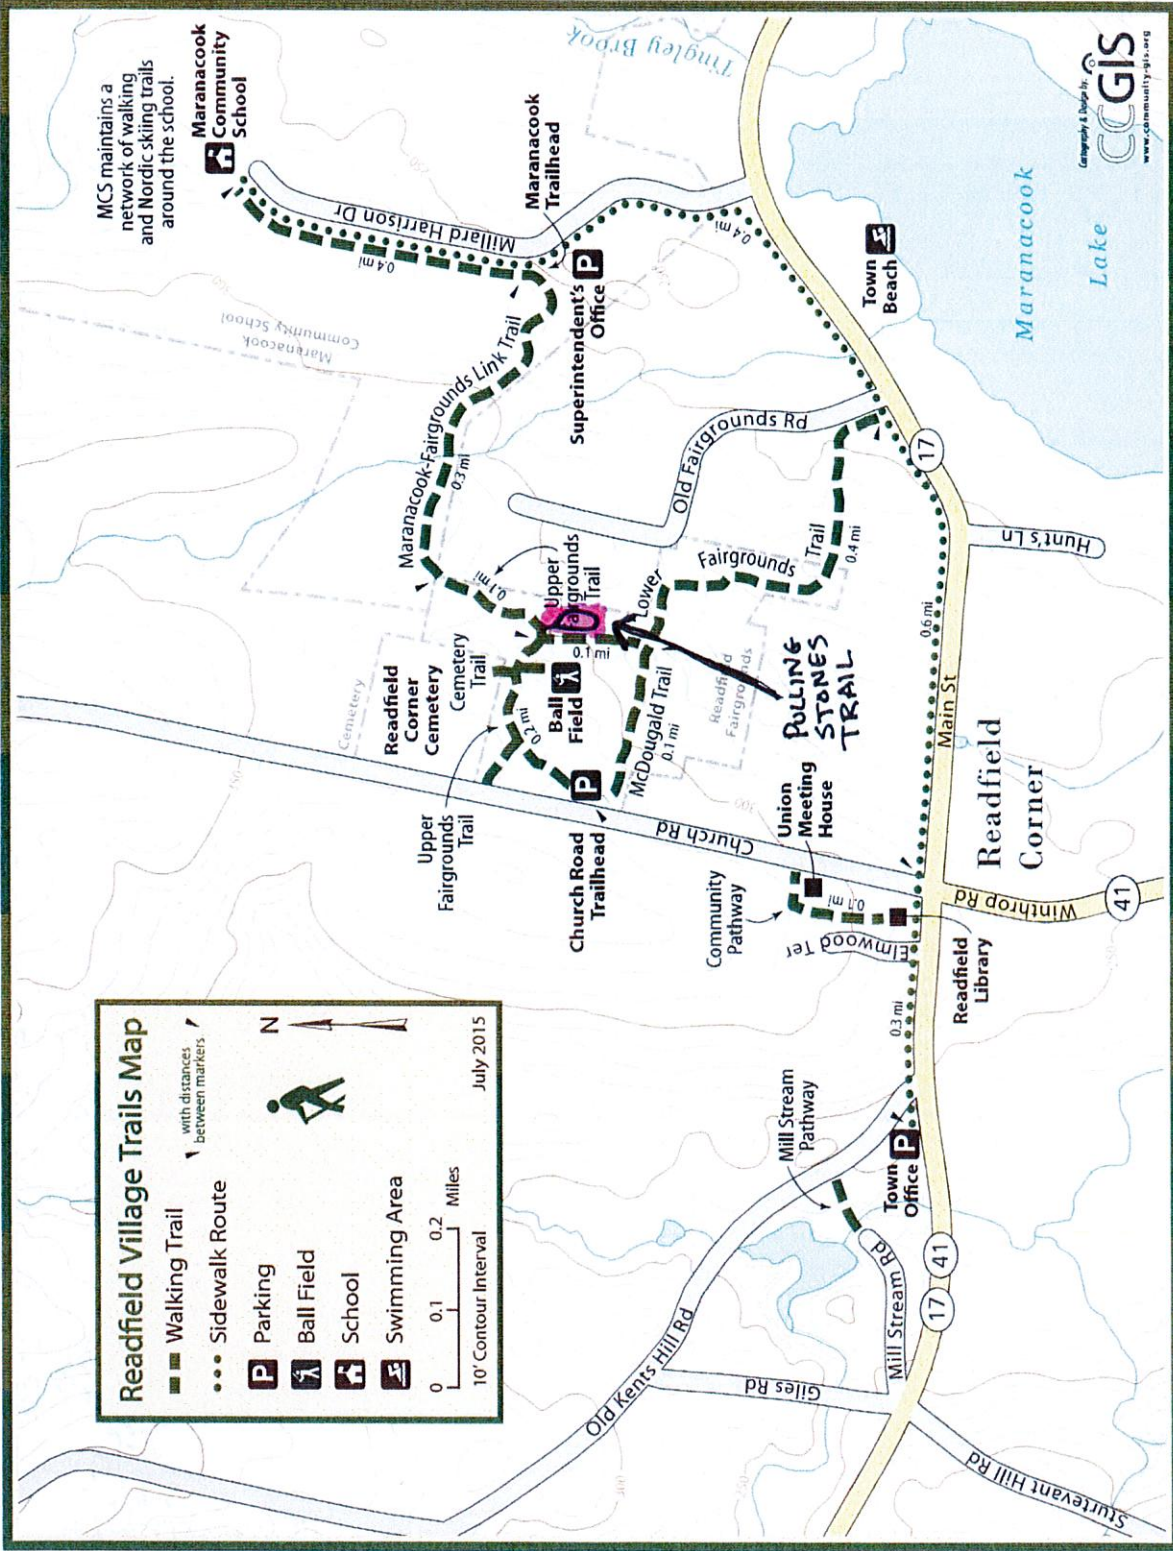 Readfield Village Trails Map
Walking Trail
with distances
between markers
Sidewalk Route
P Parking
Ball Field
School
Swimming Area
N
0 0.1 0.2
Miles
10' Contour Interval
July 2015
MCS maintains a
network of walking
and Nordic skiing trails
around the school.
Maranacook
Community
School
Millard Harrison Dr
0.4 mi
Maranacook
Community School
Maranacook
Trailhead
Tingley Brook
Superintendent's
Office
P
0.4 mi
Maranacook-Fairgrounds Link Trail
0.3 mi
0.1 mi
Upper
Fairgrounds
Trail
Cemetery
Readfield
Corner
Cemetery
Cemetery
Trail
0.2 mi
Ball
Field
0.1 mi
Upper
Fairgrounds
Trail
Church Road
Trailhead
P
McDougald Trail
0.1 mi
Lower Fairgrounds Trail
0.4 mi
Readfield
Fairgrounds
PULLING
STONES
TRAIL
Old Fairgrounds Rd
Town
Beach
Maranacook
Lake
Church Rd
Union
Meeting
House
Community
Pathway
0.1 mi
Elmwood Ter
Readfield
Library
Readfield
Corner
Main St
0.6 mi
17
Hunt's Ln
Winthrop Rd
41
0.3 mi
Mill Stream
Pathway
Town
Office
P
Mill Stream Rd
Old Kents Hill Rd
Giles Rd
17
41
Sturtevant Hill Rd
350
300
300
250
Cartography & Design by:
CCGIS
www.community-gis.org